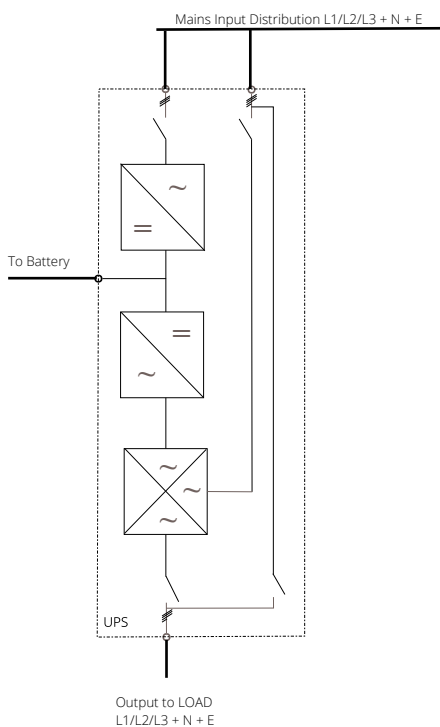 Mains Input Distribution L1/L2/L3 + N + E
To Battery
UPS
Output to LOAD
L1/L2/L3 + N + E